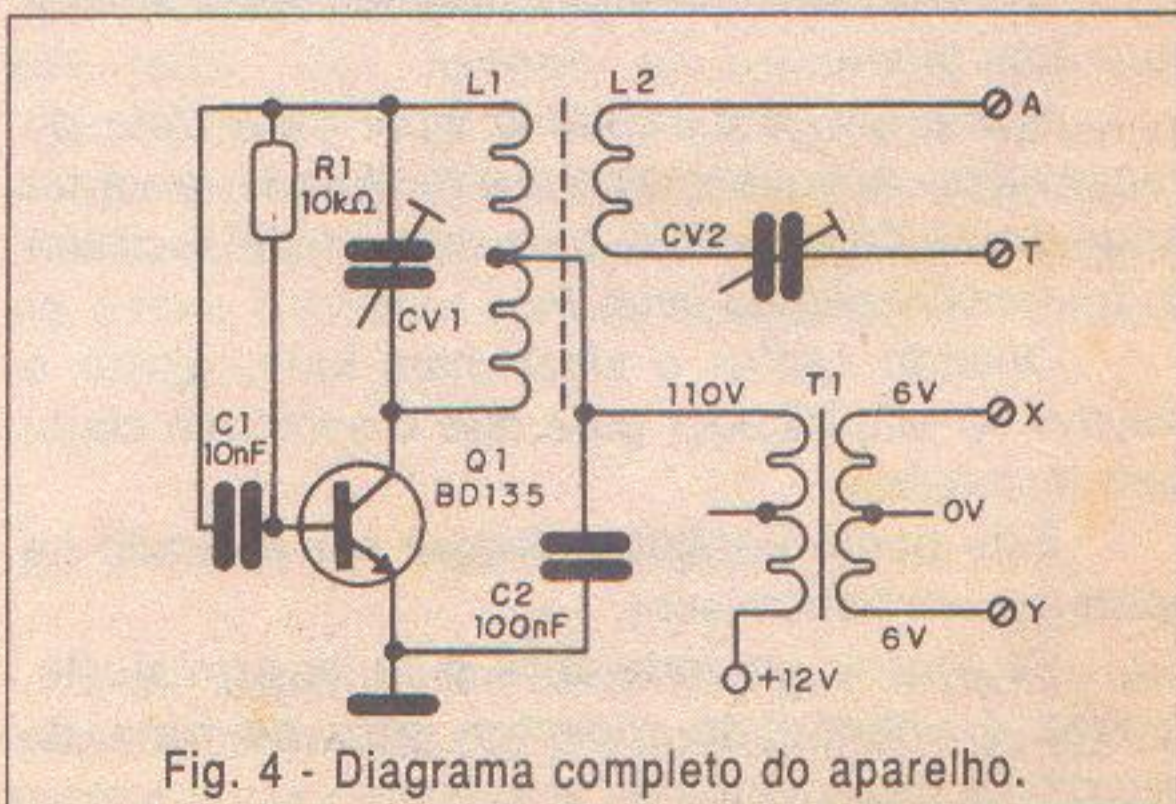 L1
L2
A
R1
10kΩ
CV2
T
CV1
110V
T1
6V
X
C1
10nF
Q1
BD135
0V
C2
100nF
6V
Y
+12V
Fig. 4 - Diagrama completo do aparelho.